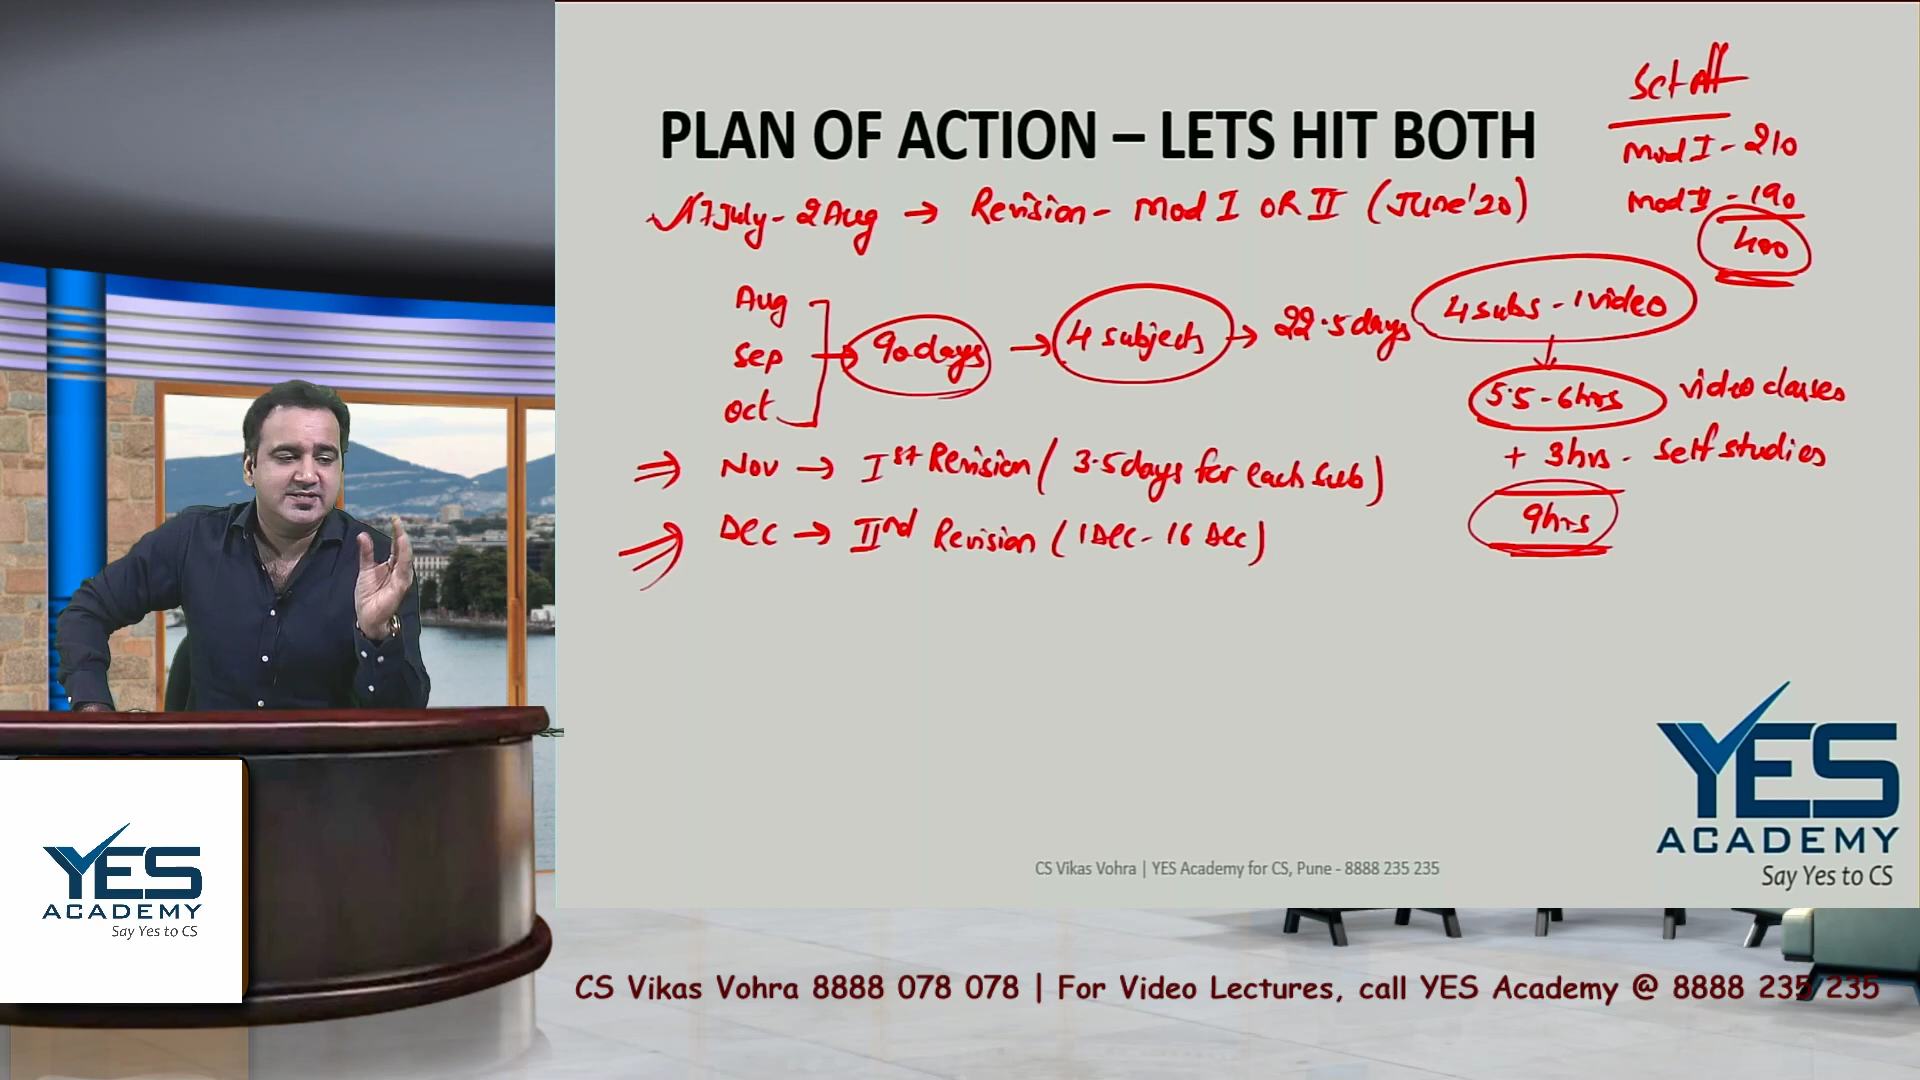 PLAN OF ACTION – LETS HIT BOTH
Set off
Mod I - 210
Mod II - 190
400
17 July - 2 Aug → Revision - Mod I OR II (June'20)
Aug
Sep
Oct
→ 90 days → 4 subjects → 22.5 days
4 subs - 1 video
5.5 - 6 hrs video classes
+ 3 hrs - self studies
9 hrs
⇒ Nov → Ist Revision ( 3.5 days for each sub )
⇒ Dec → IInd Revision ( 1 Dec - 16 Dec )
YES
ACADEMY
Say Yes to CS
CS Vikas Vohra | YES Academy for CS, Pune - 8888 235 235
YES
ACADEMY
Say Yes to CS
CS Vikas Vohra 8888 078 078 | For Video Lectures, call YES Academy @ 8888 235 235